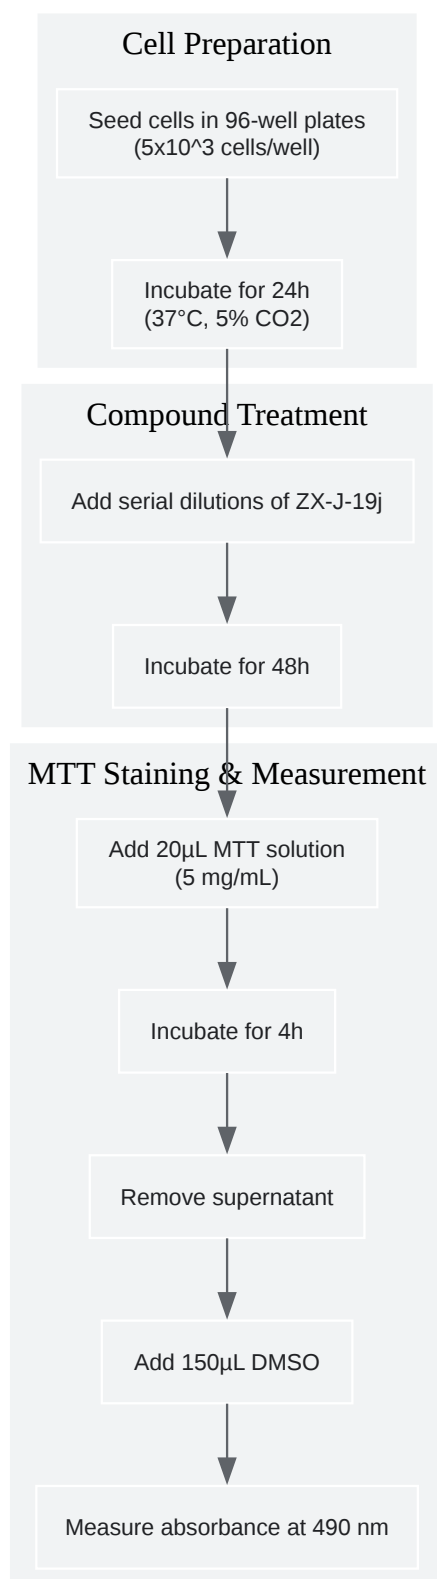 Cell Preparation
Seed cells in 96-well plates
(5x10^3 cells/well)
Incubate for 24h
(37°C, 5% CO2)
Compound Treatment
Add serial dilutions of ZX-J-19j
Incubate for 48h
MTT Staining & Measurement
Add 20µL MTT solution
(5 mg/mL)
Incubate for 4h
Remove supernatant
Add 150µL DMSO
Measure absorbance at 490 nm